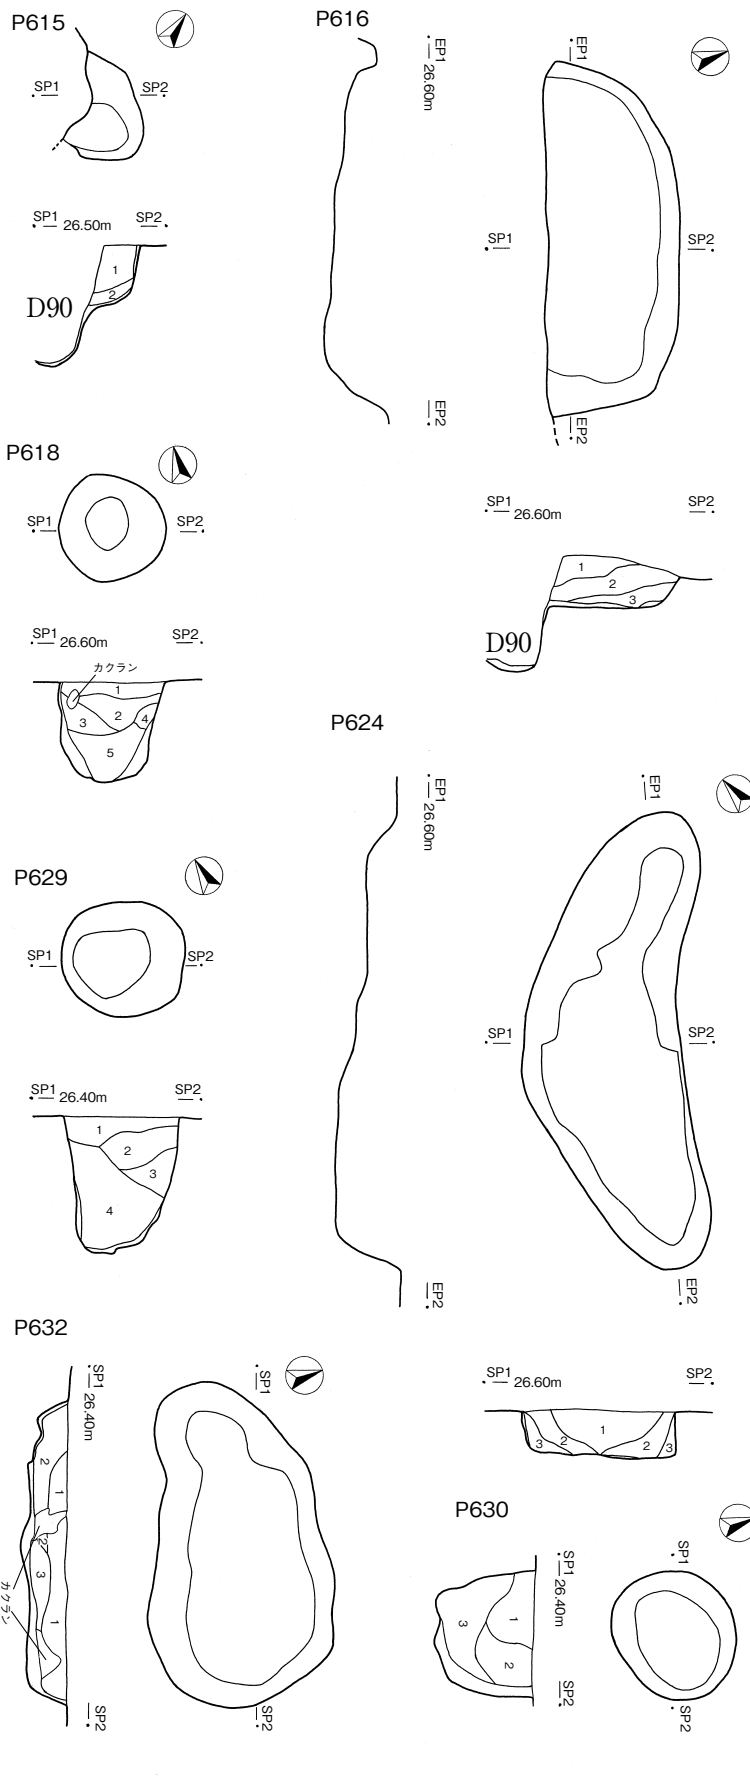 P615
SP1
SP2
SP1 26.50m
SP2
1
2
D90
P616
EP1 26.60m
EP2
EP1
SP1
SP2
EP2
SP1 26.60m
SP2
1
2
3
D90
P618
SP1
SP2
SP1 26.60m
SP2
カクラン
1
2
3
4
5
P624
EP1 26.60m
EP2
EP1
SP1
SP2
EP2
SP1 26.60m
SP2
1
2
2
3
3
P629
SP1
SP2
SP1 26.40m
SP2
1
2
3
4
P632
SP1 26.40m
2
1
2
3
1
カクラン
SP2
SP1
SP2
P630
SP1 26.40m
3
1
2
SP2
SP1
SP2